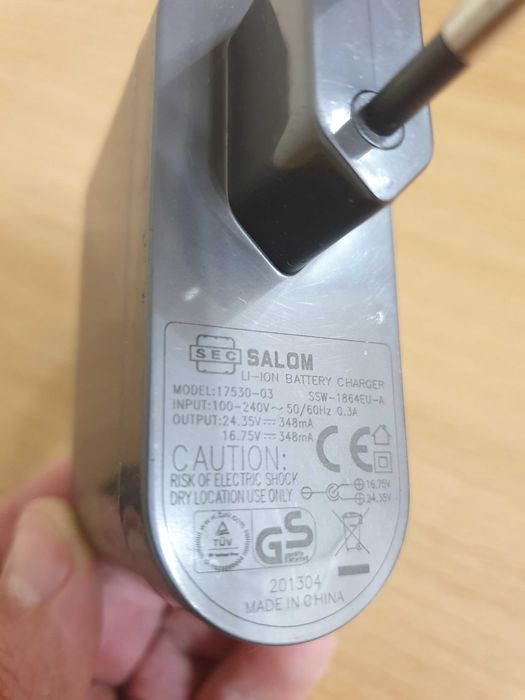 SEC SALOM
LI-ION BATTERY CHARGER
MODEL:17530-03 SSW-1864EU-A
INPUT:100-240V~ 50/60Hz 0.3A
OUTPUT:24.35V⎓348mA
16.75V⎓348mA
CE
CAUTION:
RISK OF ELECTRIC SHOCK
DRY LOCATION USE ONLY
16.75V
24.35V
TÜV
GS
201304
MADE IN CHINA